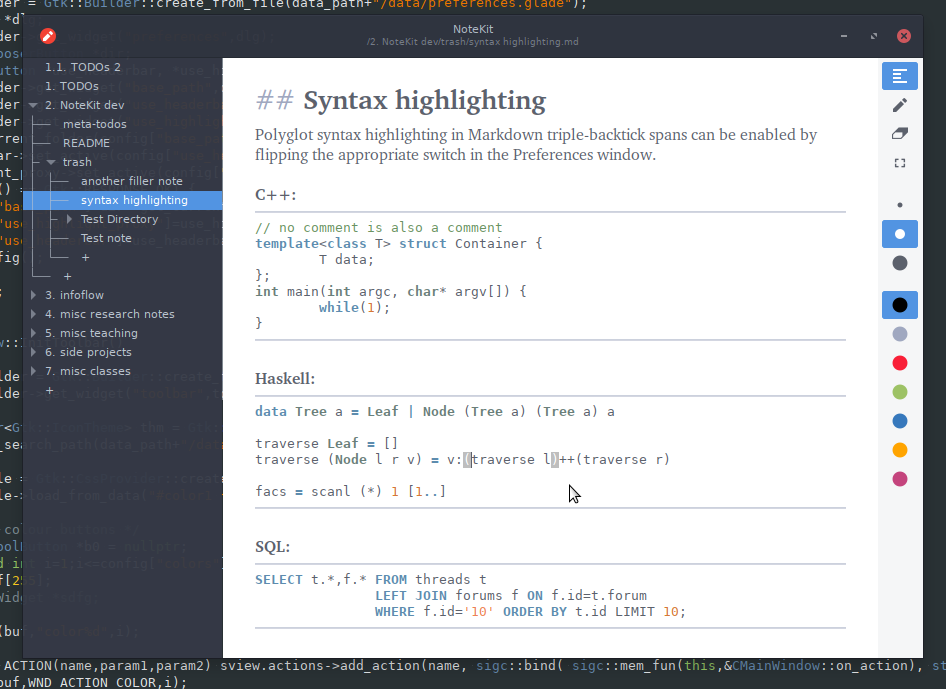 der = Gtk::Builder::create_from_file(data_path+"/data/preferences.glade");
NoteKit
/2. NoteKit dev/trash/syntax highlighting.md
1.1. TODOs 2
1. TODOs
2. NoteKit dev
meta-todos
README
trash
another filler note
syntax highlighting
Test Directory
Test note
+
+
3. infoflow
4. misc research notes
5. misc teaching
6. side projects
7. misc classes
+
## Syntax highlighting
Polyglot syntax highlighting in Markdown triple-backtick spans can be enabled by
flipping the appropriate switch in the Preferences window.
C++:
// no comment is also a comment
template<class T> struct Container {
T data;
};
int main(int argc, char* argv[]) {
while(1);
}
Haskell:
data Tree a = Leaf | Node (Tree a) (Tree a) a
traverse Leaf = []
traverse (Node l r v) = v:(traverse l)++(traverse r)
facs = scanl (*) 1 [1..]
SQL:
SELECT t.*,f.* FROM threads t
LEFT JOIN forums f ON f.id=t.forum
WHERE f.id='10' ORDER BY t.id LIMIT 10;
ACTION(name,param1,param2) sview.actions->add_action(name, sigc::bind( sigc::mem_fun(this,&CMainWindow::on_action), st
buf,WND_ACTION_COLOR,i);